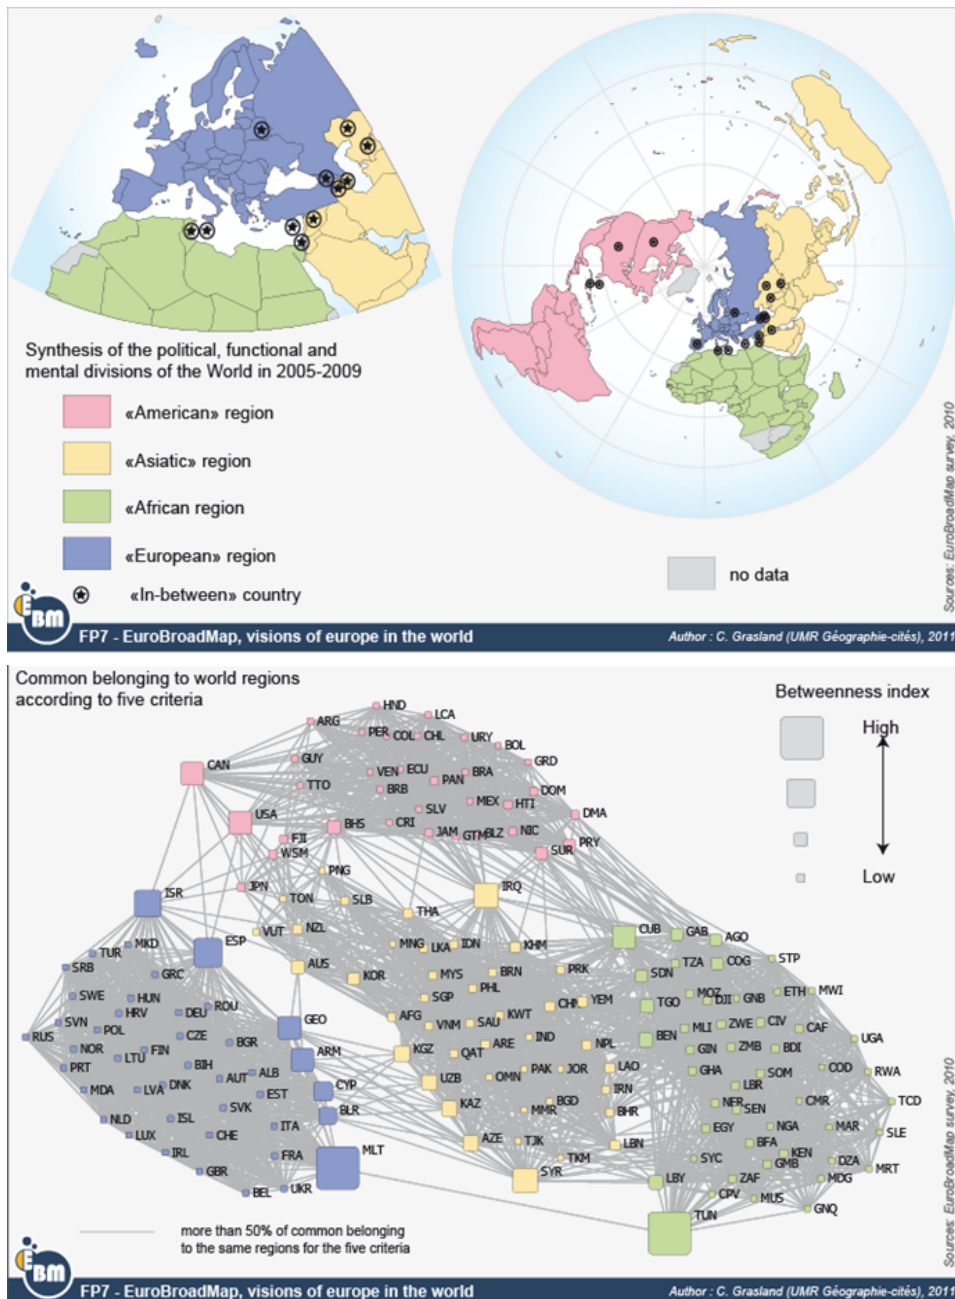 Synthesis of the political, functional and
mental divisions of the World in 2005-2009
«American» region
«Asiatic» region
«African region
«European» region
«In-between» country
no data
Sources: EuroBroadMap survey, 2010
EBM
FP7 - EuroBroadMap, visions of europe in the world
Author : C. Grasland (UMR Géographie-cités), 2011
Common belonging to world regions
according to five criteria
Betweenness index
High
Low
HND
LCA
ARG
PER
COL
CHL
URY
BOL
GUY
GRD
CAN
VEN
ECU
BRA
PAN
TTO
BRB
DOM
MEX
HTI
SLV
DMA
USA
BHS
CRI
JAM
GTM
BLZ
NIC
FJI
PRY
WSM
SUR
PNG
JPN
IRQ
ISR
TON
SLB
THA
VUT
NZL
CUB
GAB
AGO
ESP
MKD
TUR
MNG
LKA
IDN
KHM
SRB
GRC
AUS
KOR
MYS
BRN
PRK
SDN
TZA
COG
STP
SWE
HUN
ROU
SGP
PHL
CHN
YEM
TGO
MOZ
DJI
GNB
ETH
MWI
HRV
DEU
AFG
KWT
SVN
POL
GEO
VNM
SAU
MLI
ZWE
CIV
CAF
RUS
CZE
BGR
ARE
IND
NPL
BEN
UGA
NOR
FIN
KGZ
QAT
GIN
ZMB
BDI
LTU
ARM
PRT
BIH
ALB
PAK
JOR
LAO
GHA
SOM
COD
RWA
AUT
UZB
OMN
MDA
LVA
DNK
EST
CYP
IRN
LBR
BGD
NER
CMR
TCD
SVK
KAZ
MMR
BHR
SEN
NLD
ISL
BLR
ITA
EGY
NGA
MAR
SLE
LUX
CHE
AZE
TJK
LBN
BFA
IRL
FRA
MLT
TKM
SYC
KEN
DZA
MRT
GBR
SYR
GMB
BEL
UKR
LBY
ZAF
MDG
CPV
MUS
GNQ
TUN
more than 50% of common belonging
to the same regions for the five criteria
Sources: EuroBroadMap survey, 2010
EBM
FP7 - EuroBroadMap, visions of europe in the world
Author : C. Grasland (UMR Géographie-cités), 2011